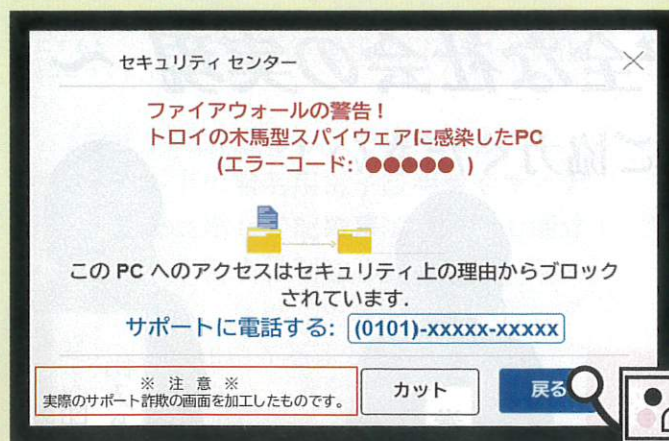 セキュリティ センター
ファイアウォールの警告！
トロイの木馬型スパイウェアに感染したPC
(エラーコード: ●●●●● )
この PC へのアクセスはセキュリティ上の理由からブロック
されています.
サポートに電話する: (0101)-xxxxx-xxxxx
※ 注 意 ※
実際のサポート詐欺の画面を加工したものです。
カット
戻る